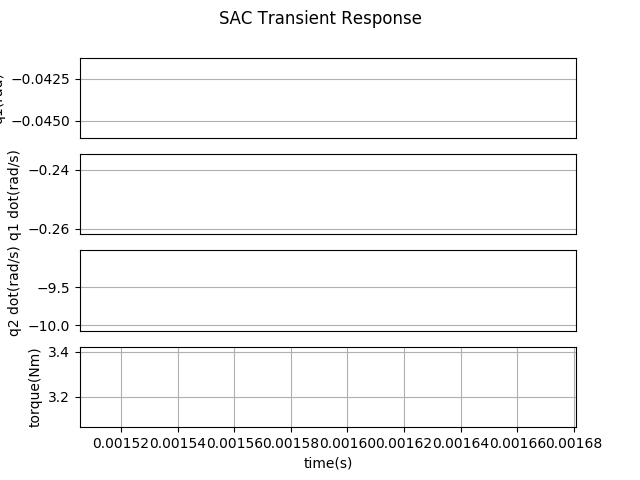 SAC Transient Response
q1(rad)
−0.0425
−0.0450
q1 dot(rad/s)
−0.24
−0.26
q2 dot(rad/s)
−9.5
−10.0
torque(Nm)
3.4
3.2
0.00152 0.00154 0.00156 0.00158 0.00160 0.00162 0.00164 0.00166 0.00168
time(s)